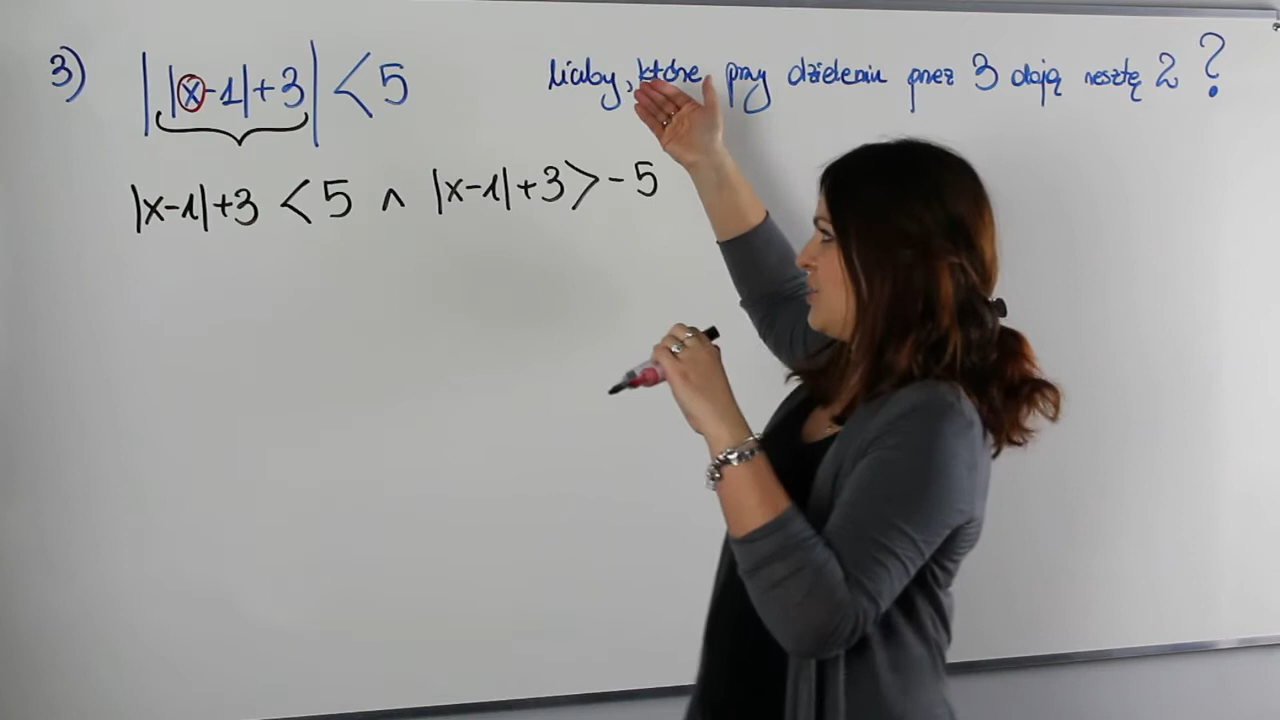 3) ||x-1|+3| < 5
liczby, które przy dzieleniu przez 3 dają resztę 2 ?
|x-1|+3 < 5 ∧ |x-1|+3 > -5